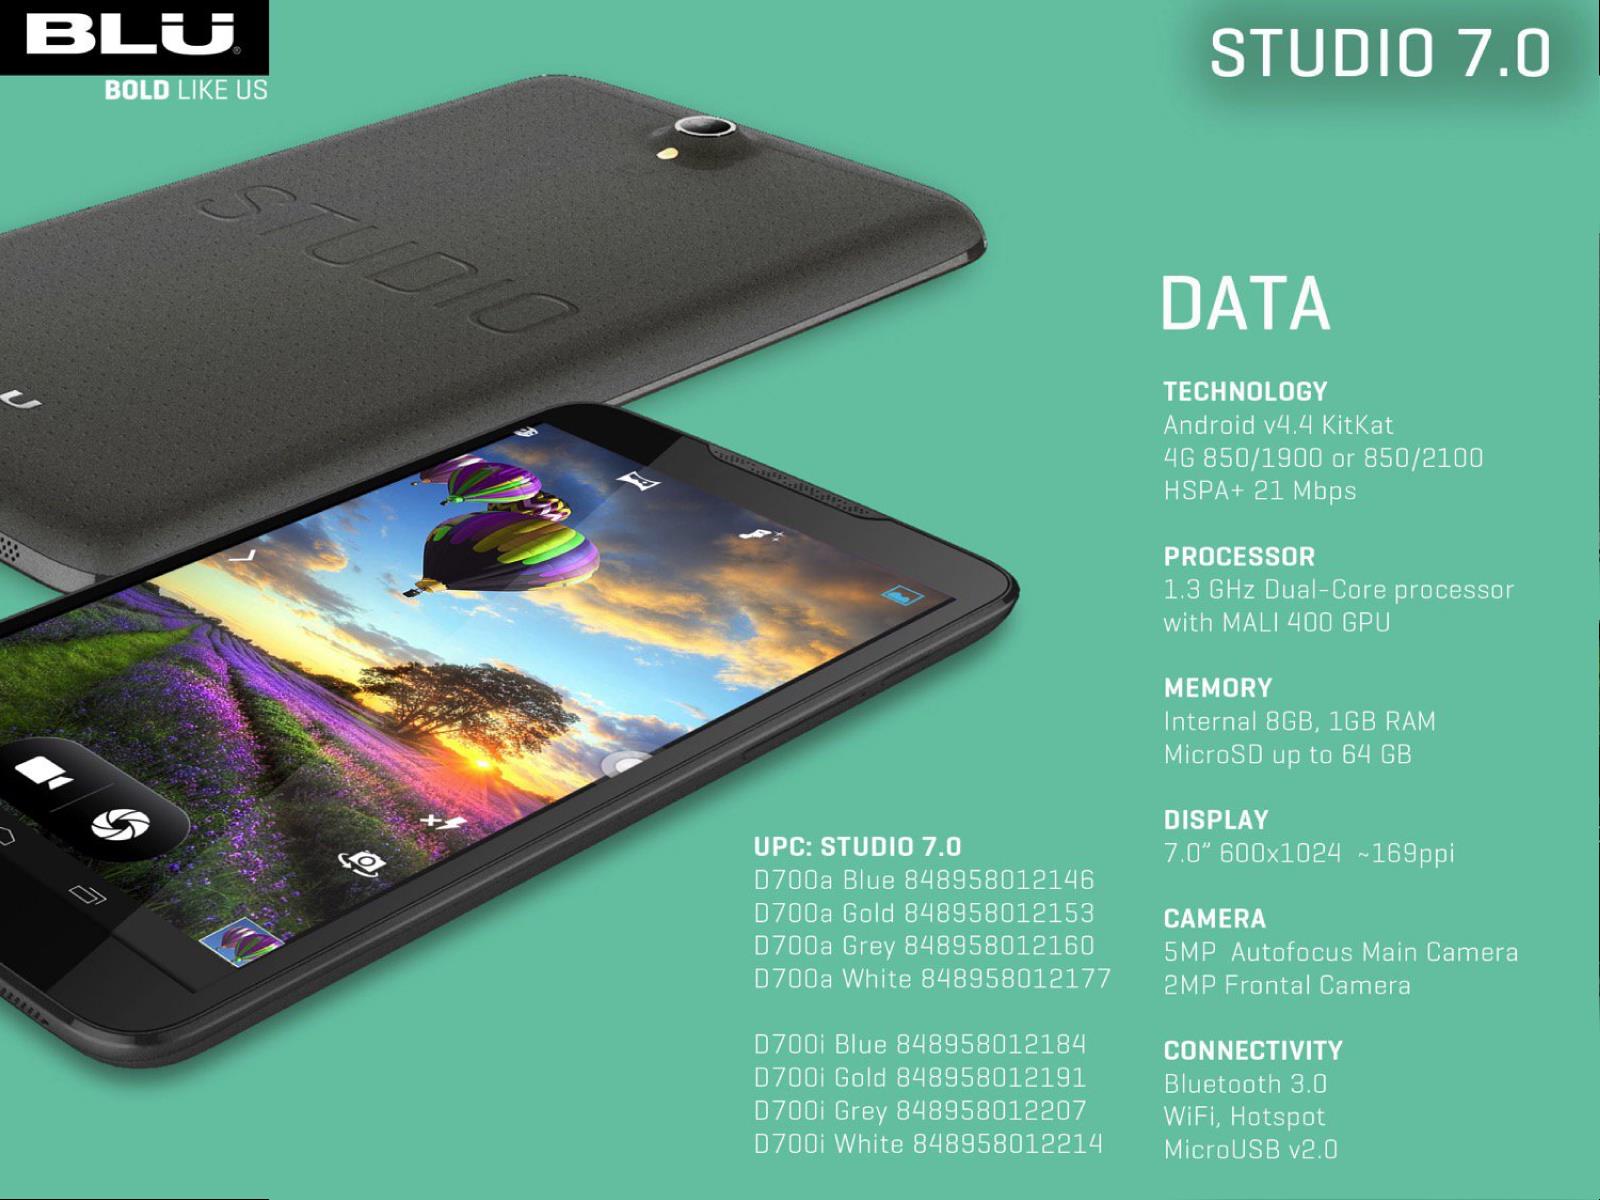 BLU
BOLD LIKE US
STUDIO 7.0
STUDIO
U
DATA
TECHNOLOGY
Android v4.4 KitKat
4G 850/1900 or 850/2100
HSPA+ 21 Mbps
PROCESSOR
1.3 GHz Dual-Core processor
with MALI 400 GPU
MEMORY
Internal 8GB, 1GB RAM
MicroSD up to 64 GB
DISPLAY
7.0” 600x1024 ~169ppi
CAMERA
5MP Autofocus Main Camera
2MP Frontal Camera
CONNECTIVITY
Bluetooth 3.0
WiFi, Hotspot
MicroUSB v2.0
UPC: STUDIO 7.0
D700a Blue 848958012146
D700a Gold 848958012153
D700a Grey 848958012160
D700a White 848958012177
D700i Blue 848958012184
D700i Gold 848958012191
D700i Grey 848958012207
D700i White 848958012214